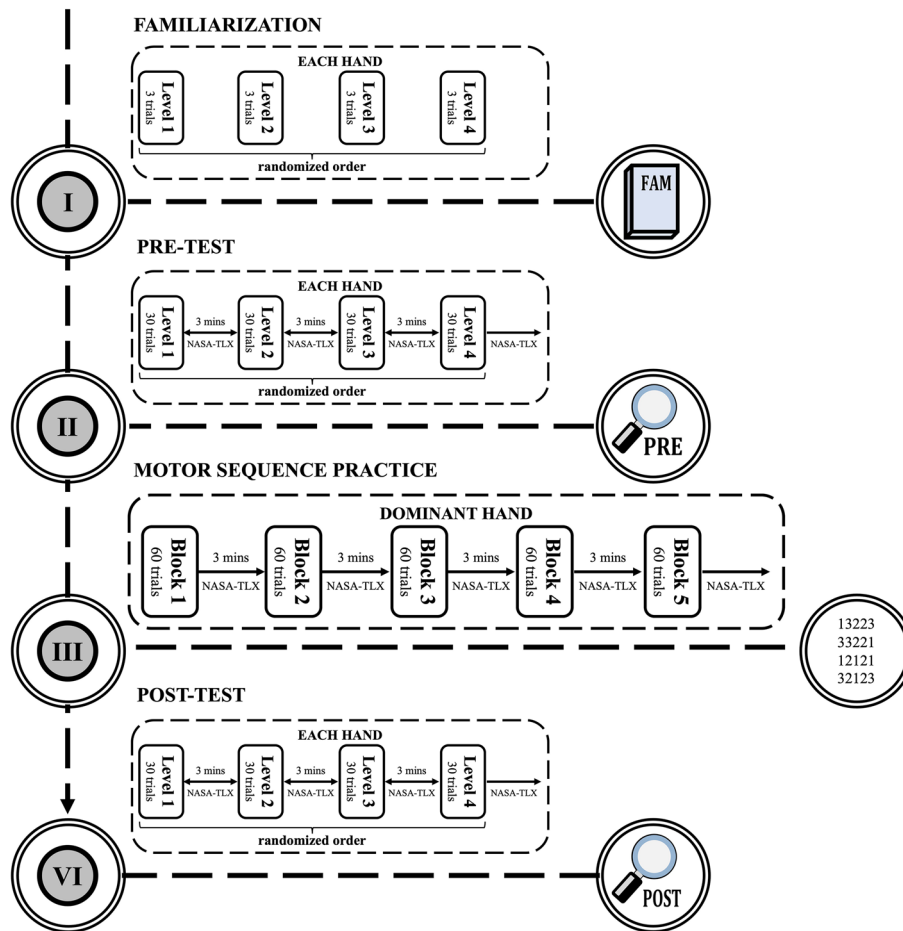 FAMILIARIZATION
EACH HAND
Level 1
3 trials
Level 2
3 trials
Level 3
3 trials
Level 4
3 trials
randomized order
I
FAM
PRE-TEST
EACH HAND
Level 1
30 trials
3 mins
NASA-TLX
Level 2
30 trials
3 mins
NASA-TLX
Level 3
30 trials
3 mins
NASA-TLX
Level 4
30 trials
NASA-TLX
randomized order
II
PRE
MOTOR SEQUENCE PRACTICE
DOMINANT HAND
Block 1
60 trials
3 mins
NASA-TLX
Block 2
60 trials
3 mins
NASA-TLX
Block 3
60 trials
3 mins
NASA-TLX
Block 4
60 trials
3 mins
NASA-TLX
Block 5
60 trials
NASA-TLX
III
13223
33221
12121
32123
POST-TEST
EACH HAND
Level 1
30 trials
3 mins
NASA-TLX
Level 2
30 trials
3 mins
NASA-TLX
Level 3
30 trials
3 mins
NASA-TLX
Level 4
30 trials
NASA-TLX
randomized order
VI
POST